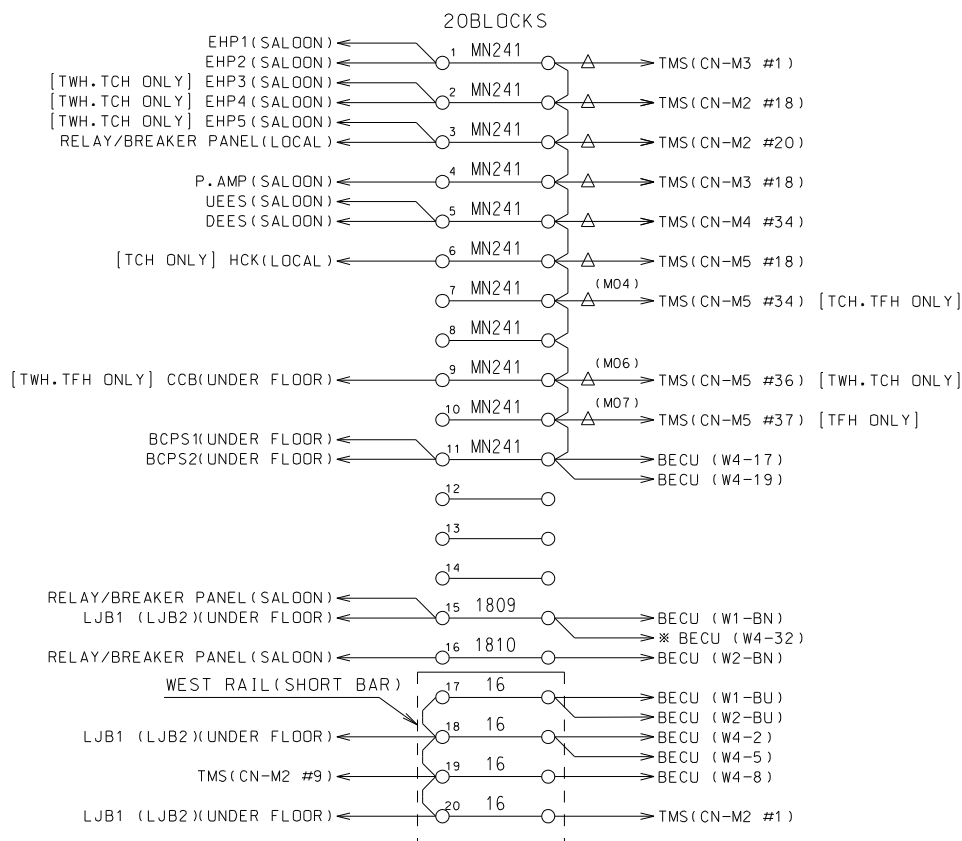 20BLOCKS
EHP1(SALOON)
EHP2(SALOON) 1 MN241 TMS(CN-M3 #1)
[TWH.TCH ONLY] EHP3(SALOON)
[TWH.TCH ONLY] EHP4(SALOON) 2 MN241 TMS(CN-M2 #18)
[TWH.TCH ONLY] EHP5(SALOON)
RELAY/BREAKER PANEL(LOCAL) 3 MN241 TMS(CN-M2 #20)
P.AMP(SALOON) 4 MN241 TMS(CN-M3 #18)
UEES(SALOON)
DEES(SALOON) 5 MN241 TMS(CN-M4 #34)
[TCH ONLY] HCK(LOCAL) 6 MN241 TMS(CN-M5 #18)
7 MN241 (M04) TMS(CN-M5 #34) [TCH.TFH ONLY]
8 MN241
[TWH.TFH ONLY] CCB(UNDER FLOOR) 9 MN241 (M06) TMS(CN-M5 #36) [TWH.TCH ONLY]
10 MN241 (M07) TMS(CN-M5 #37) [TFH ONLY]
BCPS1(UNDER FLOOR)
BCPS2(UNDER FLOOR) 11 MN241 BECU (W4-17)
BECU (W4-19)
12
13
14
RELAY/BREAKER PANEL(SALOON)
LJB1 (LJB2)(UNDER FLOOR) 15 1809 BECU (W1-BN)
※ BECU (W4-32)
RELAY/BREAKER PANEL(SALOON) 16 1810 BECU (W2-BN)
WEST RAIL(SHORT BAR)
17 16 BECU (W1-BU)
BECU (W2-BU)
LJB1 (LJB2)(UNDER FLOOR) 18 16 BECU (W4-2)
BECU (W4-5)
TMS(CN-M2 #9) 19 16 BECU (W4-8)
LJB1 (LJB2)(UNDER FLOOR) 20 16 TMS(CN-M2 #1)